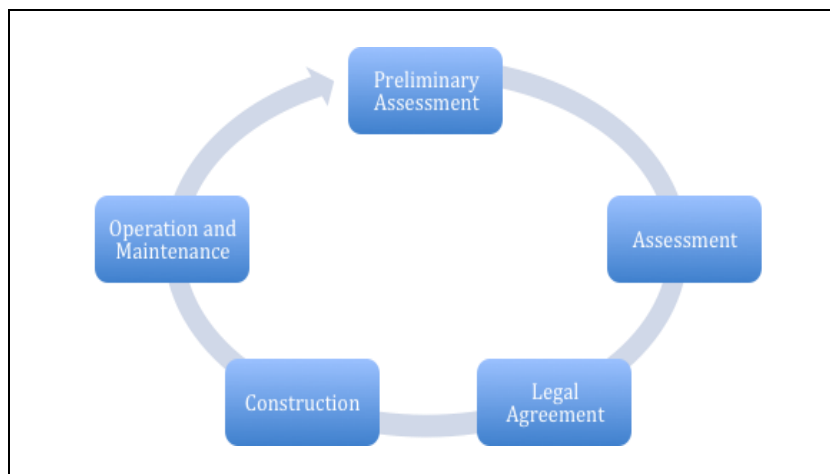 Preliminary
Assessment
Assessment
Legal
Agreement
Construction
Operation and
Maintenance